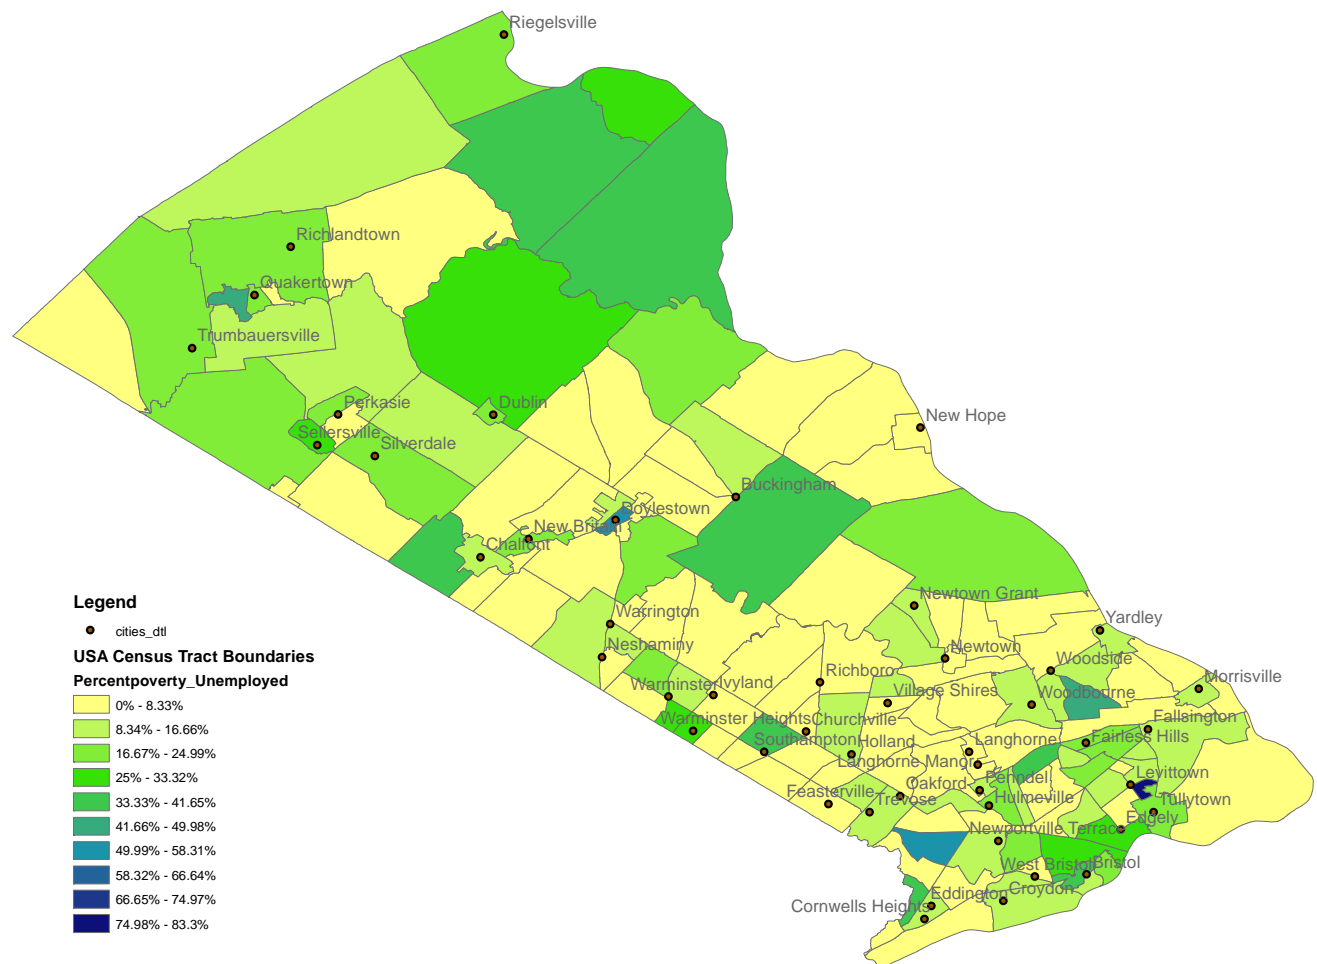 Riegelsville
Richlandtown
Quakertown
Trumbauersville
Perkasie
Dublin
Sellersville
Silverdale
New Hope
Buckingham
Doylestown
New Britain
Chalfont
Newtown Grant
Warrington
Yardley
Neshaminy
Newtown
Woodside
Richboro
Morrisville
Warminster
Ivyland
Village Shires
Woodbourne
Warminster Heights
Churchville
Fallsington
Southampton
Holland
Langhorne
Fairless Hills
Langhorne Manor
Levittown
Oakford
Penndel
Feasterville
Trevose
Hulmeville
Tullytown
Edgely
Newportville Terrace
West Bristol
Bristol
Eddington
Croydon
Cornwells Heights
Legend
cities_dtl
USA Census Tract Boundaries
Percentpoverty_Unemployed
0% - 8.33%
8.34% - 16.66%
16.67% - 24.99%
25% - 33.32%
33.33% - 41.65%
41.66% - 49.98%
49.99% - 58.31%
58.32% - 66.64%
66.65% - 74.97%
74.98% - 83.3%